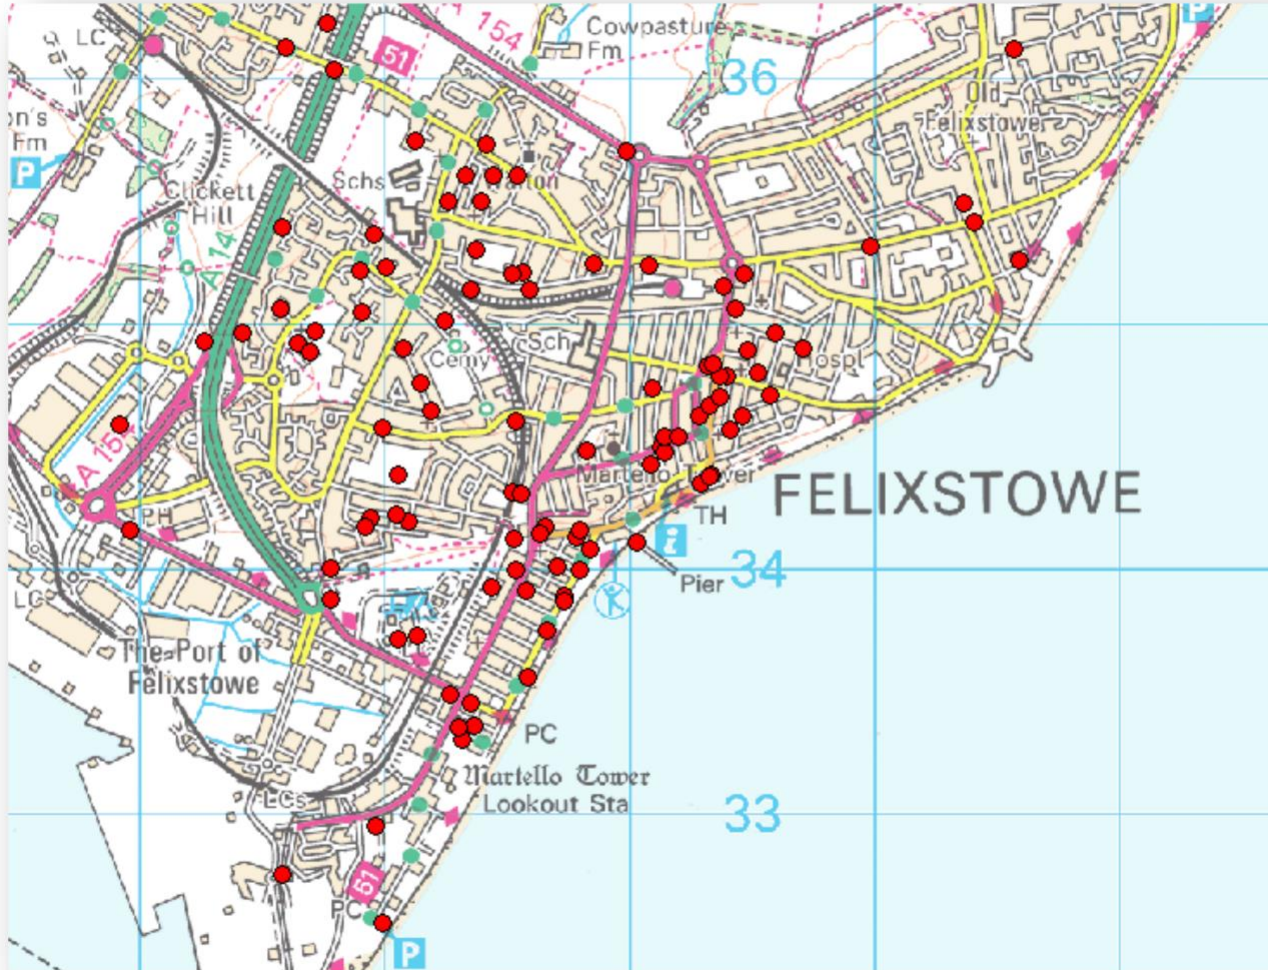 A 154
Cowpasture
Fm
P
LC
51
36
Old
Felixstowe
n's
Fm
P
Schs
Walton
Clickett
Hill
A 14
Sch
Cemy
Hospl
A 154
Martello Tower
FELIXSTOWE
PH
TH
i
34
Pier
LC
The Port of
Felixstowe
PC
Martello Tower
Lookout Sta
LCs
33
51
PC
P